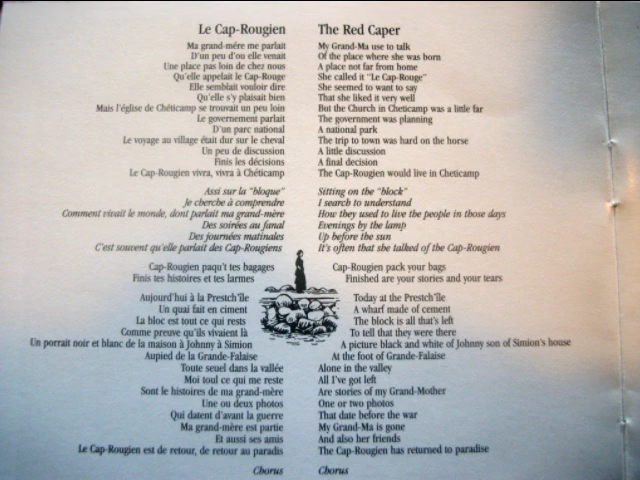 Le Cap-Rougien
Ma grand-mére me parlait
D'un peu d'ou elle venait
Une place pas loin de chez nous
Qu'elle appelait le Cap-Rouge
Elle semblait vouloir dire
Qu'elle s'y plaisait bien
Mais l'église de Chéticamp se trouvait un peu loin
Le governement parlait
D'un parc national
Le voyage au village était dur sur le cheval
Un peu de discussion
Finis les décisions
Le Cap-Rougien vivra, vivra à Chéticamp
Assi sur la "bloque"
Je cherche à comprendre
Comment vivait le monde, dont parlait ma grand-mère
Des soirées au fanal
Des journées matinales
C'est souvent qu'elle parlait des Cap-Rougiens
Cap-Rougien paqu't tes bagages
Finis tes histoires et tes larmes
Aujourd'hui à la Prestch'île
Un quai fait en ciment
La bloc est tout ce qui rests
Comme preuve qu'ils vivaient là
Un porrait noir et blanc de la maison à Johnny à Simion
Aupied de la Grande-Falaise
Toute seuel dans la vallée
Moi toul ce qui me reste
Sont le histoires de ma grand-mère
Une ou deux photos
Qui datent d'avant la guerre
Ma grand-mère est partie
Et aussi ses amis
Le Cap-Rougien est de retour, de retour au paradis
Chorus
The Red Caper
My Grand-Ma use to talk
Of the place where she was born
A place not far from home
She called it "Le Cap-Rouge"
She seemed to want to say
That she liked it very well
But the Church in Cheticamp was a little far
The government was planning
A national park
The trip to town was hard on the horse
A little discussion
A final decision
The Cap-Rougien would live in Cheticamp
Sitting on the "block"
I search to understand
How they used to live the people in those days
Evenings by the lamp
Up before the sun
It's often that she talked of the Cap-Rougien
Cap-Rougien pack your bags
Finished are your stories and your tears
Today at the Prestch'île
A wharf made of cement
The block is all that's left
To tell that they were there
A picture black and white of Johnny son of Simion's house
At the foot of Grande-Falaise
Alone in the valley
All I've got left
Are stories of my Grand-Mother
One or two photos
That date before the war
My Grand-Ma is gone
And also her friends
The Cap-Rougien has returned to paradise
Chorus